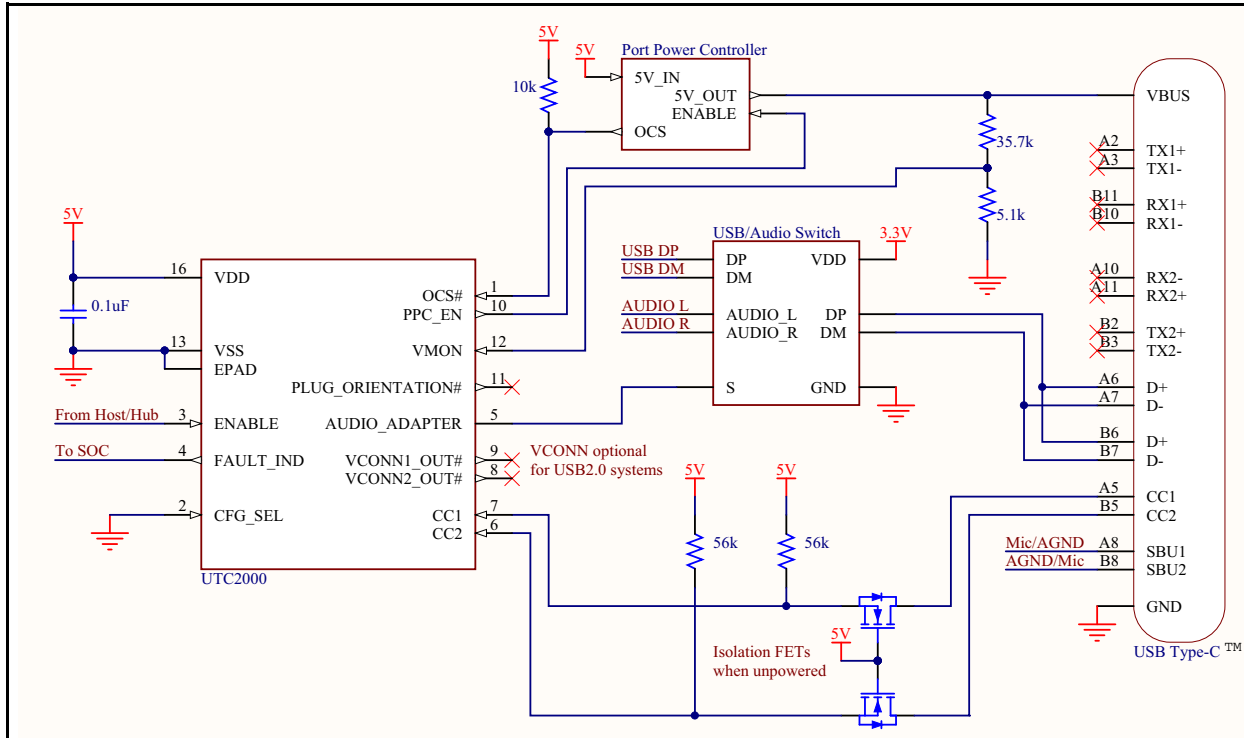 5V
Port Power Controller
5V
5V_IN
10k
5V_OUT
ENABLE
OCS
VBUS
35.7k
5.1k
A2 TX1+
A3 TX1-
B11 RX1+
B10 RX1-
A10 RX2-
A11 RX2+
B2 TX2+
B3 TX2-
A6 D+
A7 D-
B6 D+
B7 D-
A5 CC1
B5 CC2
Mic/AGND A8 SBU1
AGND/Mic B8 SBU2
GND
USB Type-C ™
USB/Audio Switch
3.3V
USB DP DP VDD
USB DM DM
AUDIO L AUDIO_L DP
AUDIO R AUDIO_R DM
S GND
5V
0.1uF
16 VDD
OCS# 1
PPC_EN 10
13 VSS
VMON 12
EPAD
PLUG_ORIENTATION# 11
From Host/Hub 3 ENABLE
AUDIO_ADAPTER 5
To SOC 4 FAULT_IND
VCONN1_OUT# 9
VCONN2_OUT# 8
VCONN optional
for USB2.0 systems
2 CFG_SEL
CC1 7
CC2 6
UTC2000
5V
5V
56k
56k
5V
Isolation FETs
when unpowered